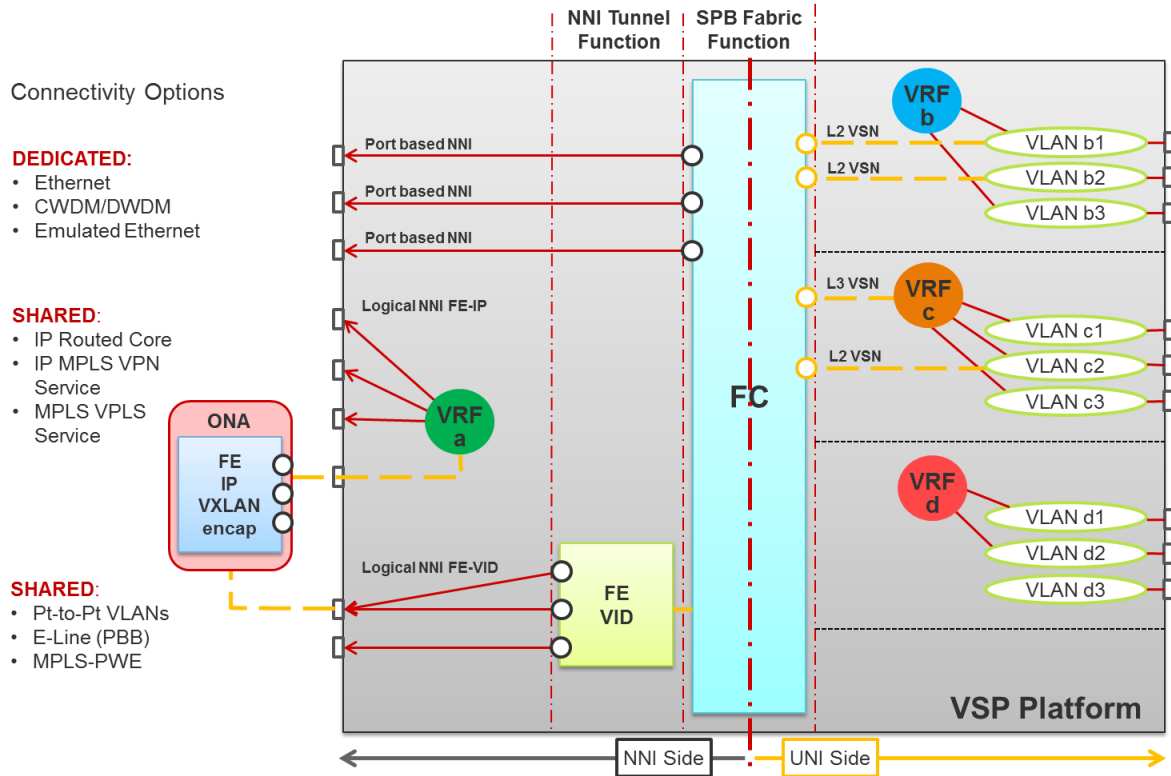 NNI Tunnel
Function
SPB Fabric
Function
Connectivity Options
DEDICATED:
• Ethernet
• CWDM/DWDM
• Emulated Ethernet
SHARED:
• IP Routed Core
• IP MPLS VPN
Service
• MPLS VPLS
Service
SHARED:
• Pt-to-Pt VLANs
• E-Line (PBB)
• MPLS-PWE
ONA
FE
IP
VXLAN
encap
Port based NNI
Port based NNI
Port based NNI
Logical NNI FE-IP
VRF
a
Logical NNI FE-VID
FE
VID
FC
L2 VSN
L2 VSN
L3 VSN
L2 VSN
VRF
b
VLAN b1
VLAN b2
VLAN b3
VRF
c
VLAN c1
VLAN c2
VLAN c3
VRF
d
VLAN d1
VLAN d2
VLAN d3
VSP Platform
NNI Side
UNI Side